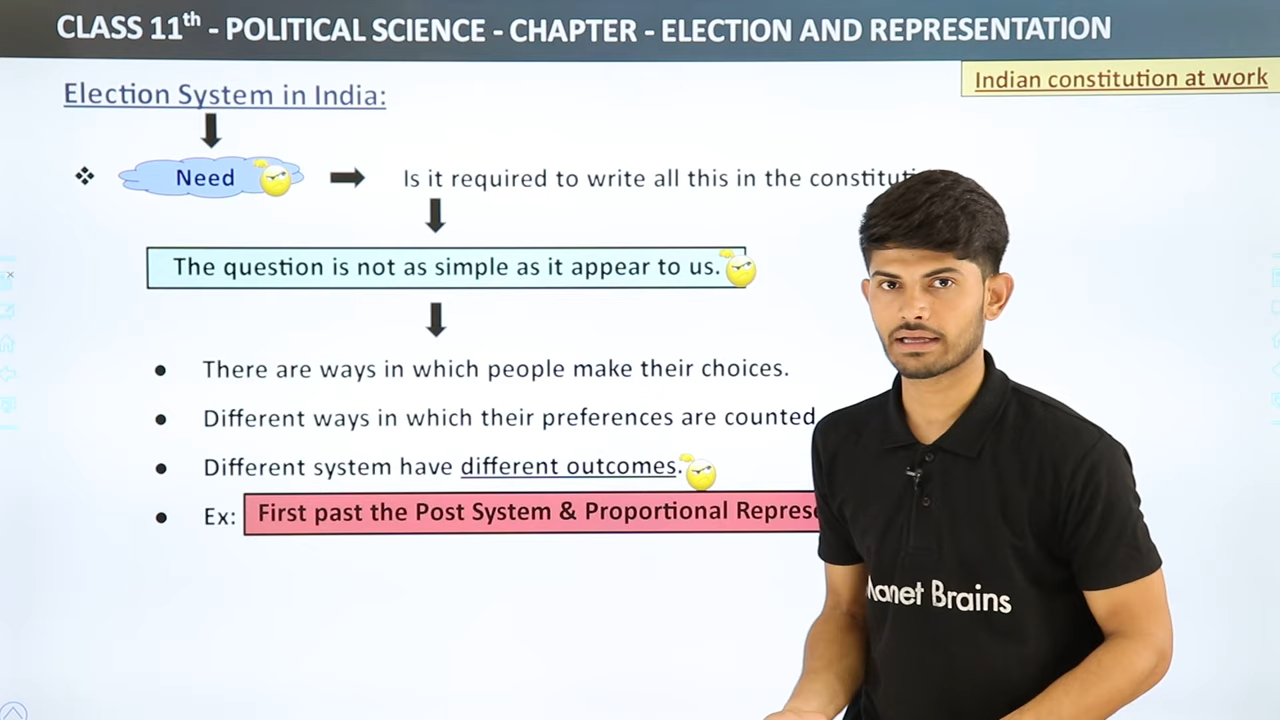 CLASS 11th - POLITICAL SCIENCE - CHAPTER - ELECTION AND REPRESENTATION
Indian constitution at work
Election System in India:
Need
Is it required to write all this in the
The question is not as simple as it appear to us.
There are ways in which people make their choices.
Different ways in which their preferences are counted
Different system have different outcomes.
Ex: First past the Post System & Proportional
Brains